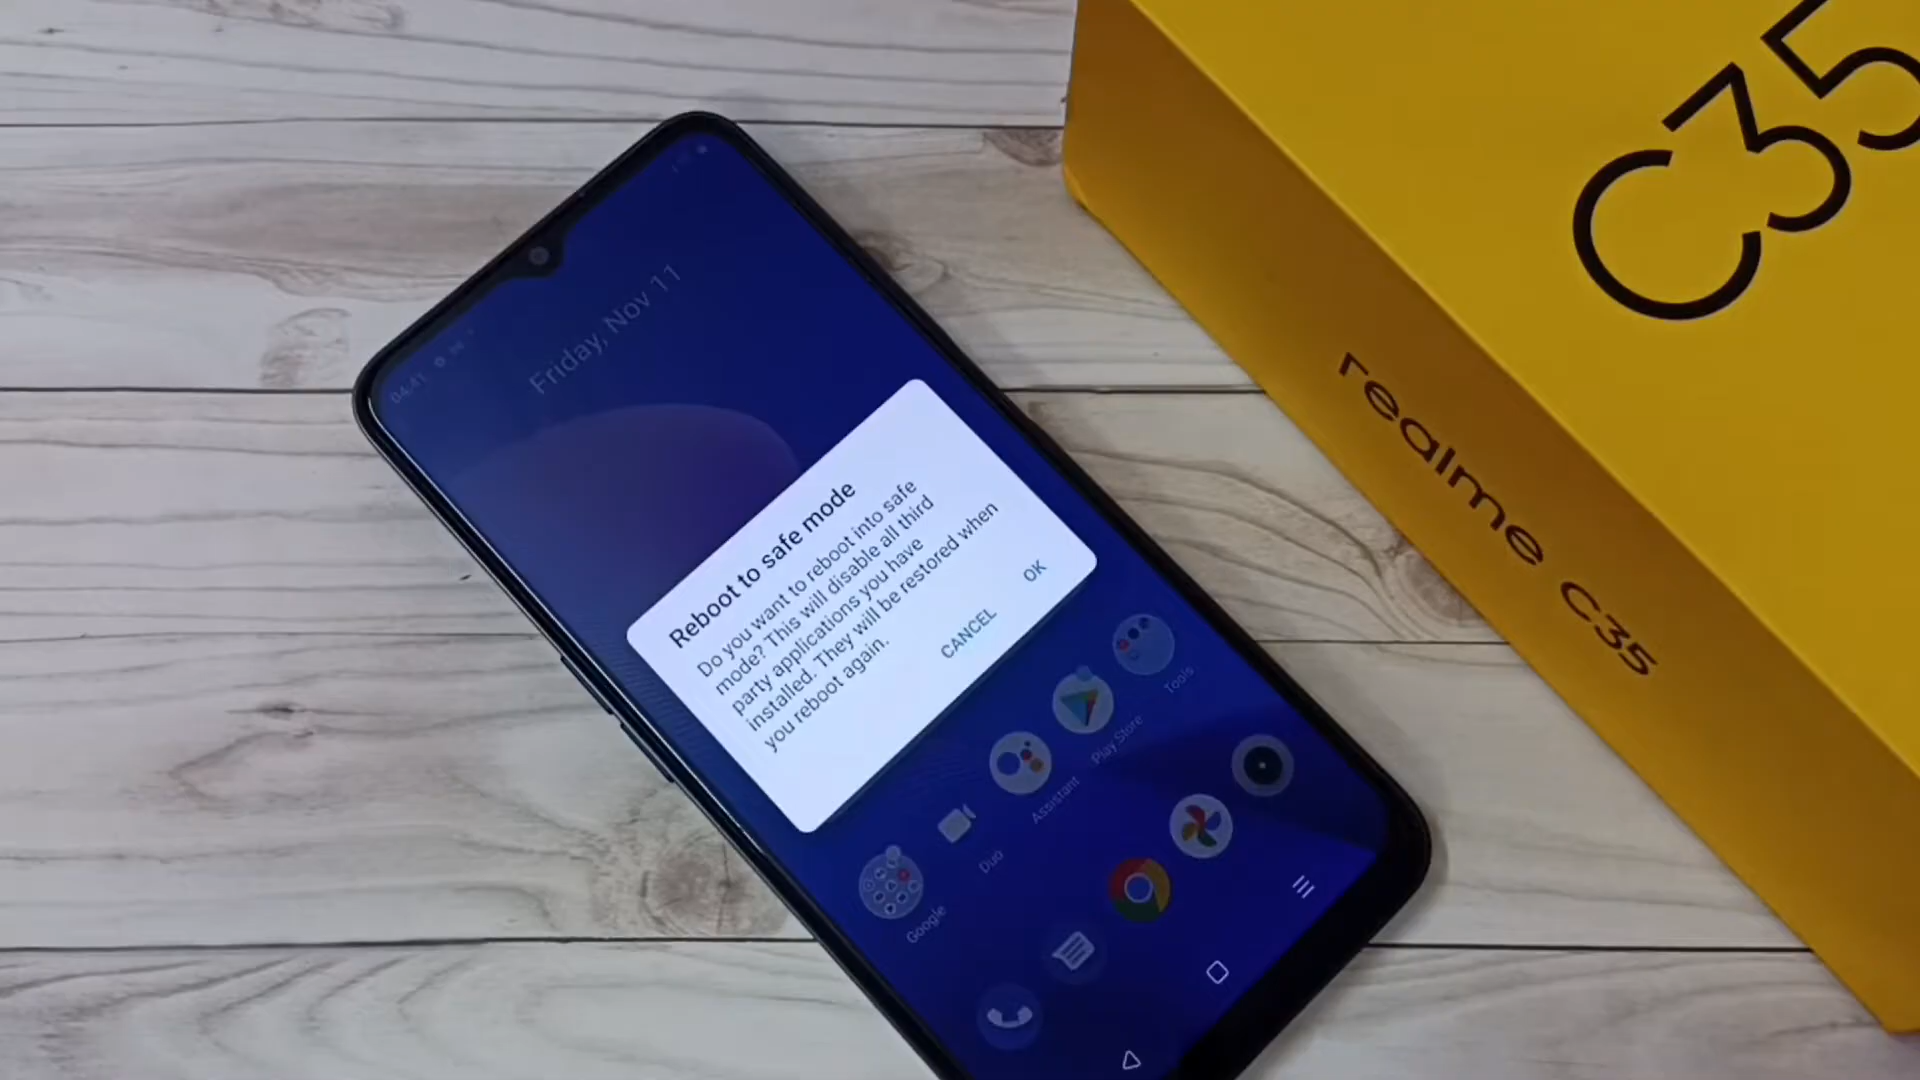 04:41
Friday, Nov 11
Reboot to safe mode
Do you want to reboot into safe
mode? This will disable all third
party applications you have
installed. They will be restored when
you reboot again.
CANCEL
OK
Google
Duo
Assistant
Play Store
Tools
C35
realme C35